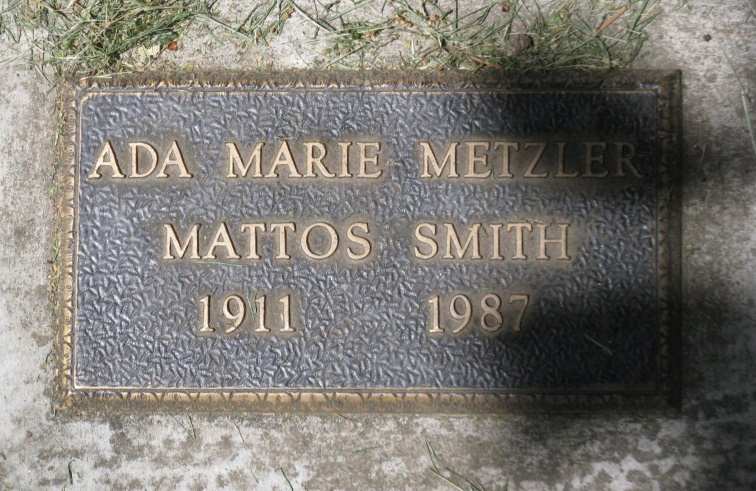 ADA MARIE METZLER
MATTOS SMITH
1911 1987